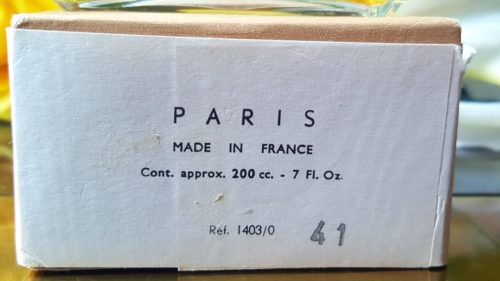 PARIS
MADE IN FRANCE
Cont. approx. 200 cc. - 7 Fl. Oz.
Réf. 1403/0 41